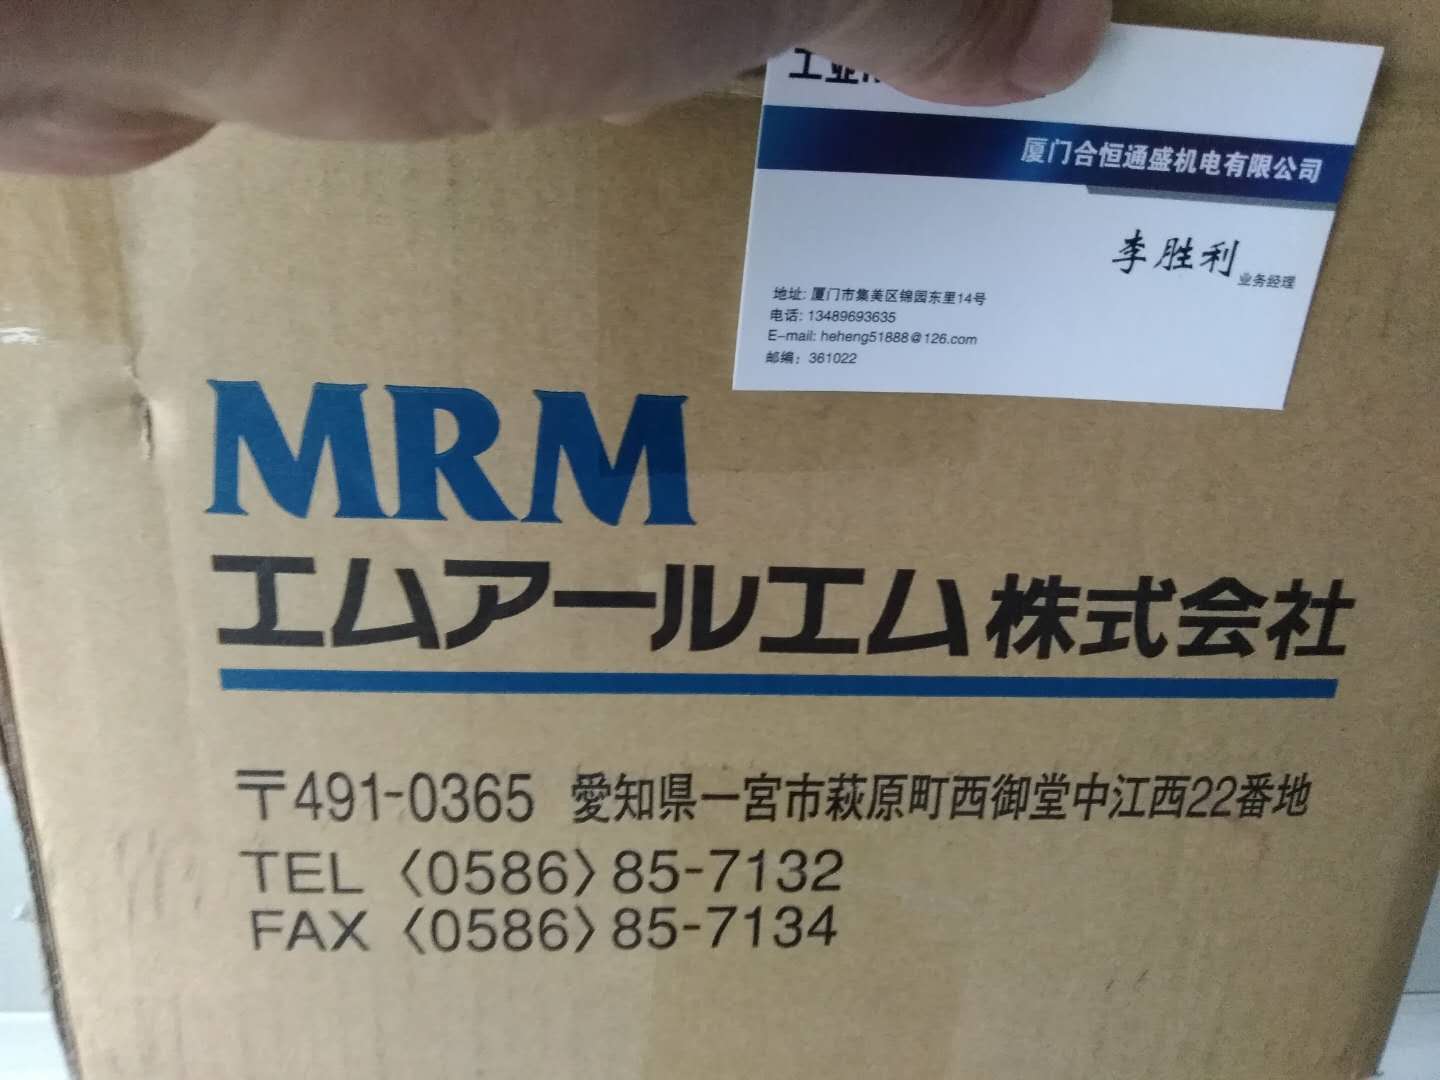 工业
厦门合恒通盛机电有限公司
李胜利 业务经理
地址: 厦门市集美区锦园东里14号
电话: 13489693635
E-mail: heheng51888@126.com
邮编: 361022
MRM
エムアールエム株式会社
〒491-0365 愛知県一宮市萩原町西御堂中江西22番地
TEL〈0586〉85-7132
FAX〈0586〉85-7134